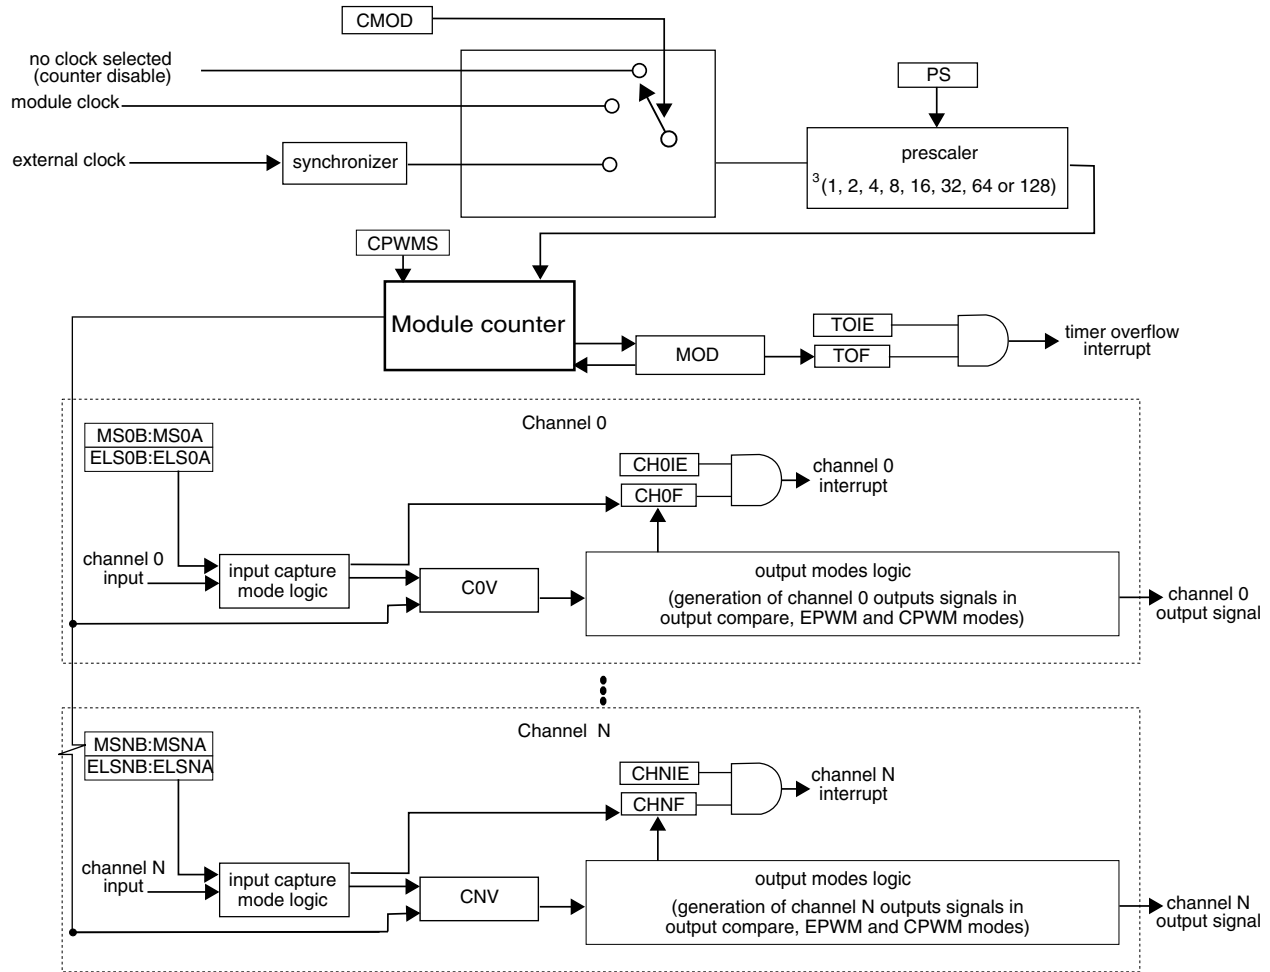 CMOD
no clock selected
(counter disable)
module clock
external clock
synchronizer
PS
prescaler
3 (1, 2, 4, 8, 16, 32, 64 or 128)
CPWMS
Module counter
MOD
TOIE
TOF
timer overflow
interrupt
Channel 0
MS0B:MS0A
ELS0B:ELS0A
CH0IE
CH0F
channel 0
interrupt
channel 0
input
input capture
mode logic
C0V
output modes logic
(generation of channel 0 outputs signals in
output compare, EPWM and CPWM modes)
channel 0
output signal
Channel N
MSNB:MSNA
ELSNB:ELSNA
CHNIE
CHNF
channel N
interrupt
channel N
input
input capture
mode logic
CNV
output modes logic
(generation of channel N outputs signals in
output compare, EPWM and CPWM modes)
channel N
output signal